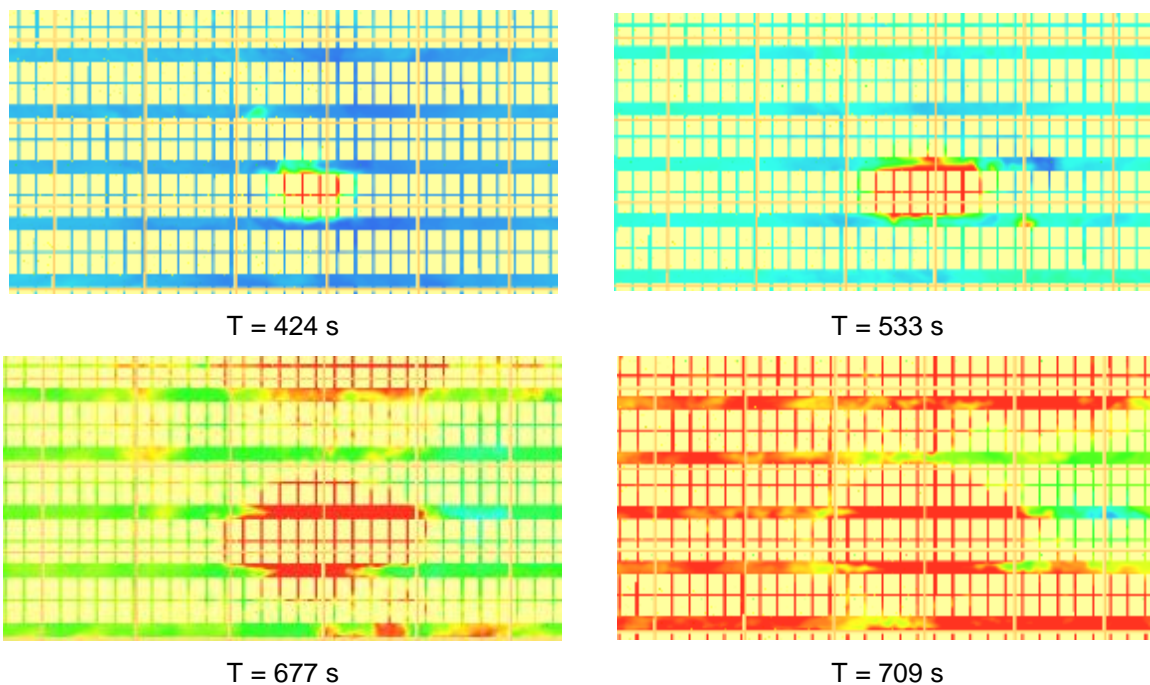 T = 424 s
T = 533 s
T = 677 s
T = 709 s